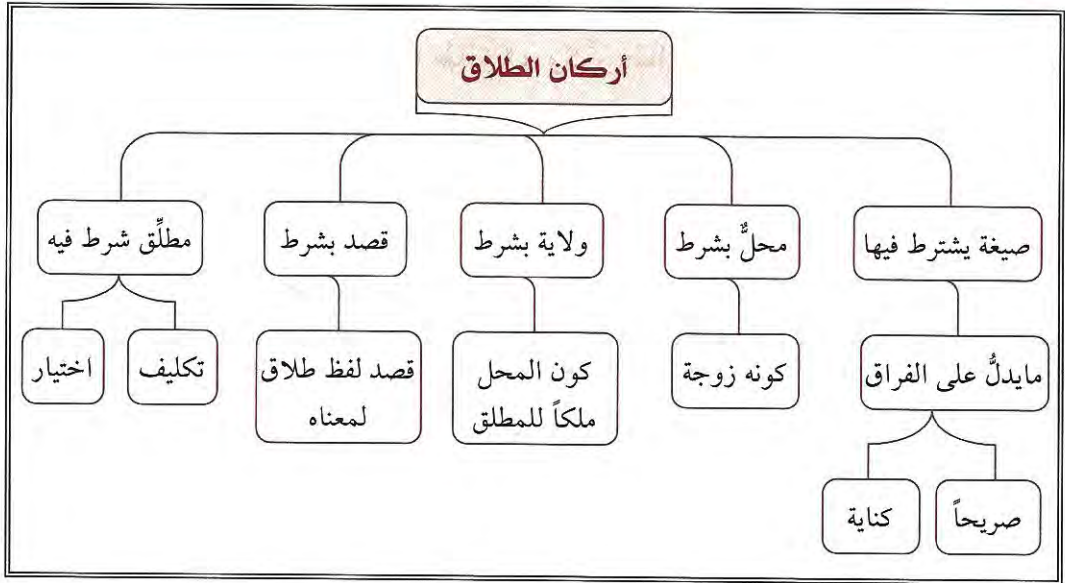 أركان الطلاق
صيغة يشترط فيها
محلٌّ بشرط
ولاية بشرط
قصد بشرط
مطلِّق شرط فيه
مايدلُّ على الفراق
كونه زوجة
كون المحل
ملكاً للمطلق
قصد لفظ طلاق
لمعناه
تكليف
اختيار
صريحاً
كناية